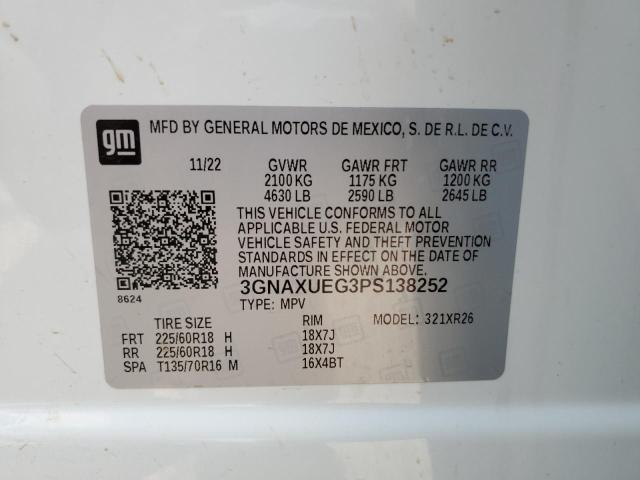 gm MFD BY GENERAL MOTORS DE MEXICO, S. DE R.L. DE C.V.
11/22 GVWR GAWR FRT GAWR RR
2100 KG 1175 KG 1200 KG
4630 LB 2590 LB 2645 LB
THIS VEHICLE CONFORMS TO ALL
APPLICABLE U.S. FEDERAL MOTOR
VEHICLE SAFETY AND THEFT PREVENTION
STANDARDS IN EFFECT ON THE DATE OF
MANUFACTURE SHOWN ABOVE.
3GNAXUEG3PS138252
8624
TYPE: MPV
TIRE SIZE RIM MODEL: 321XR26
FRT 225/60R18 H 18X7J
RR 225/60R18 H 18X7J
SPA T135/70R16 M 16X4BT